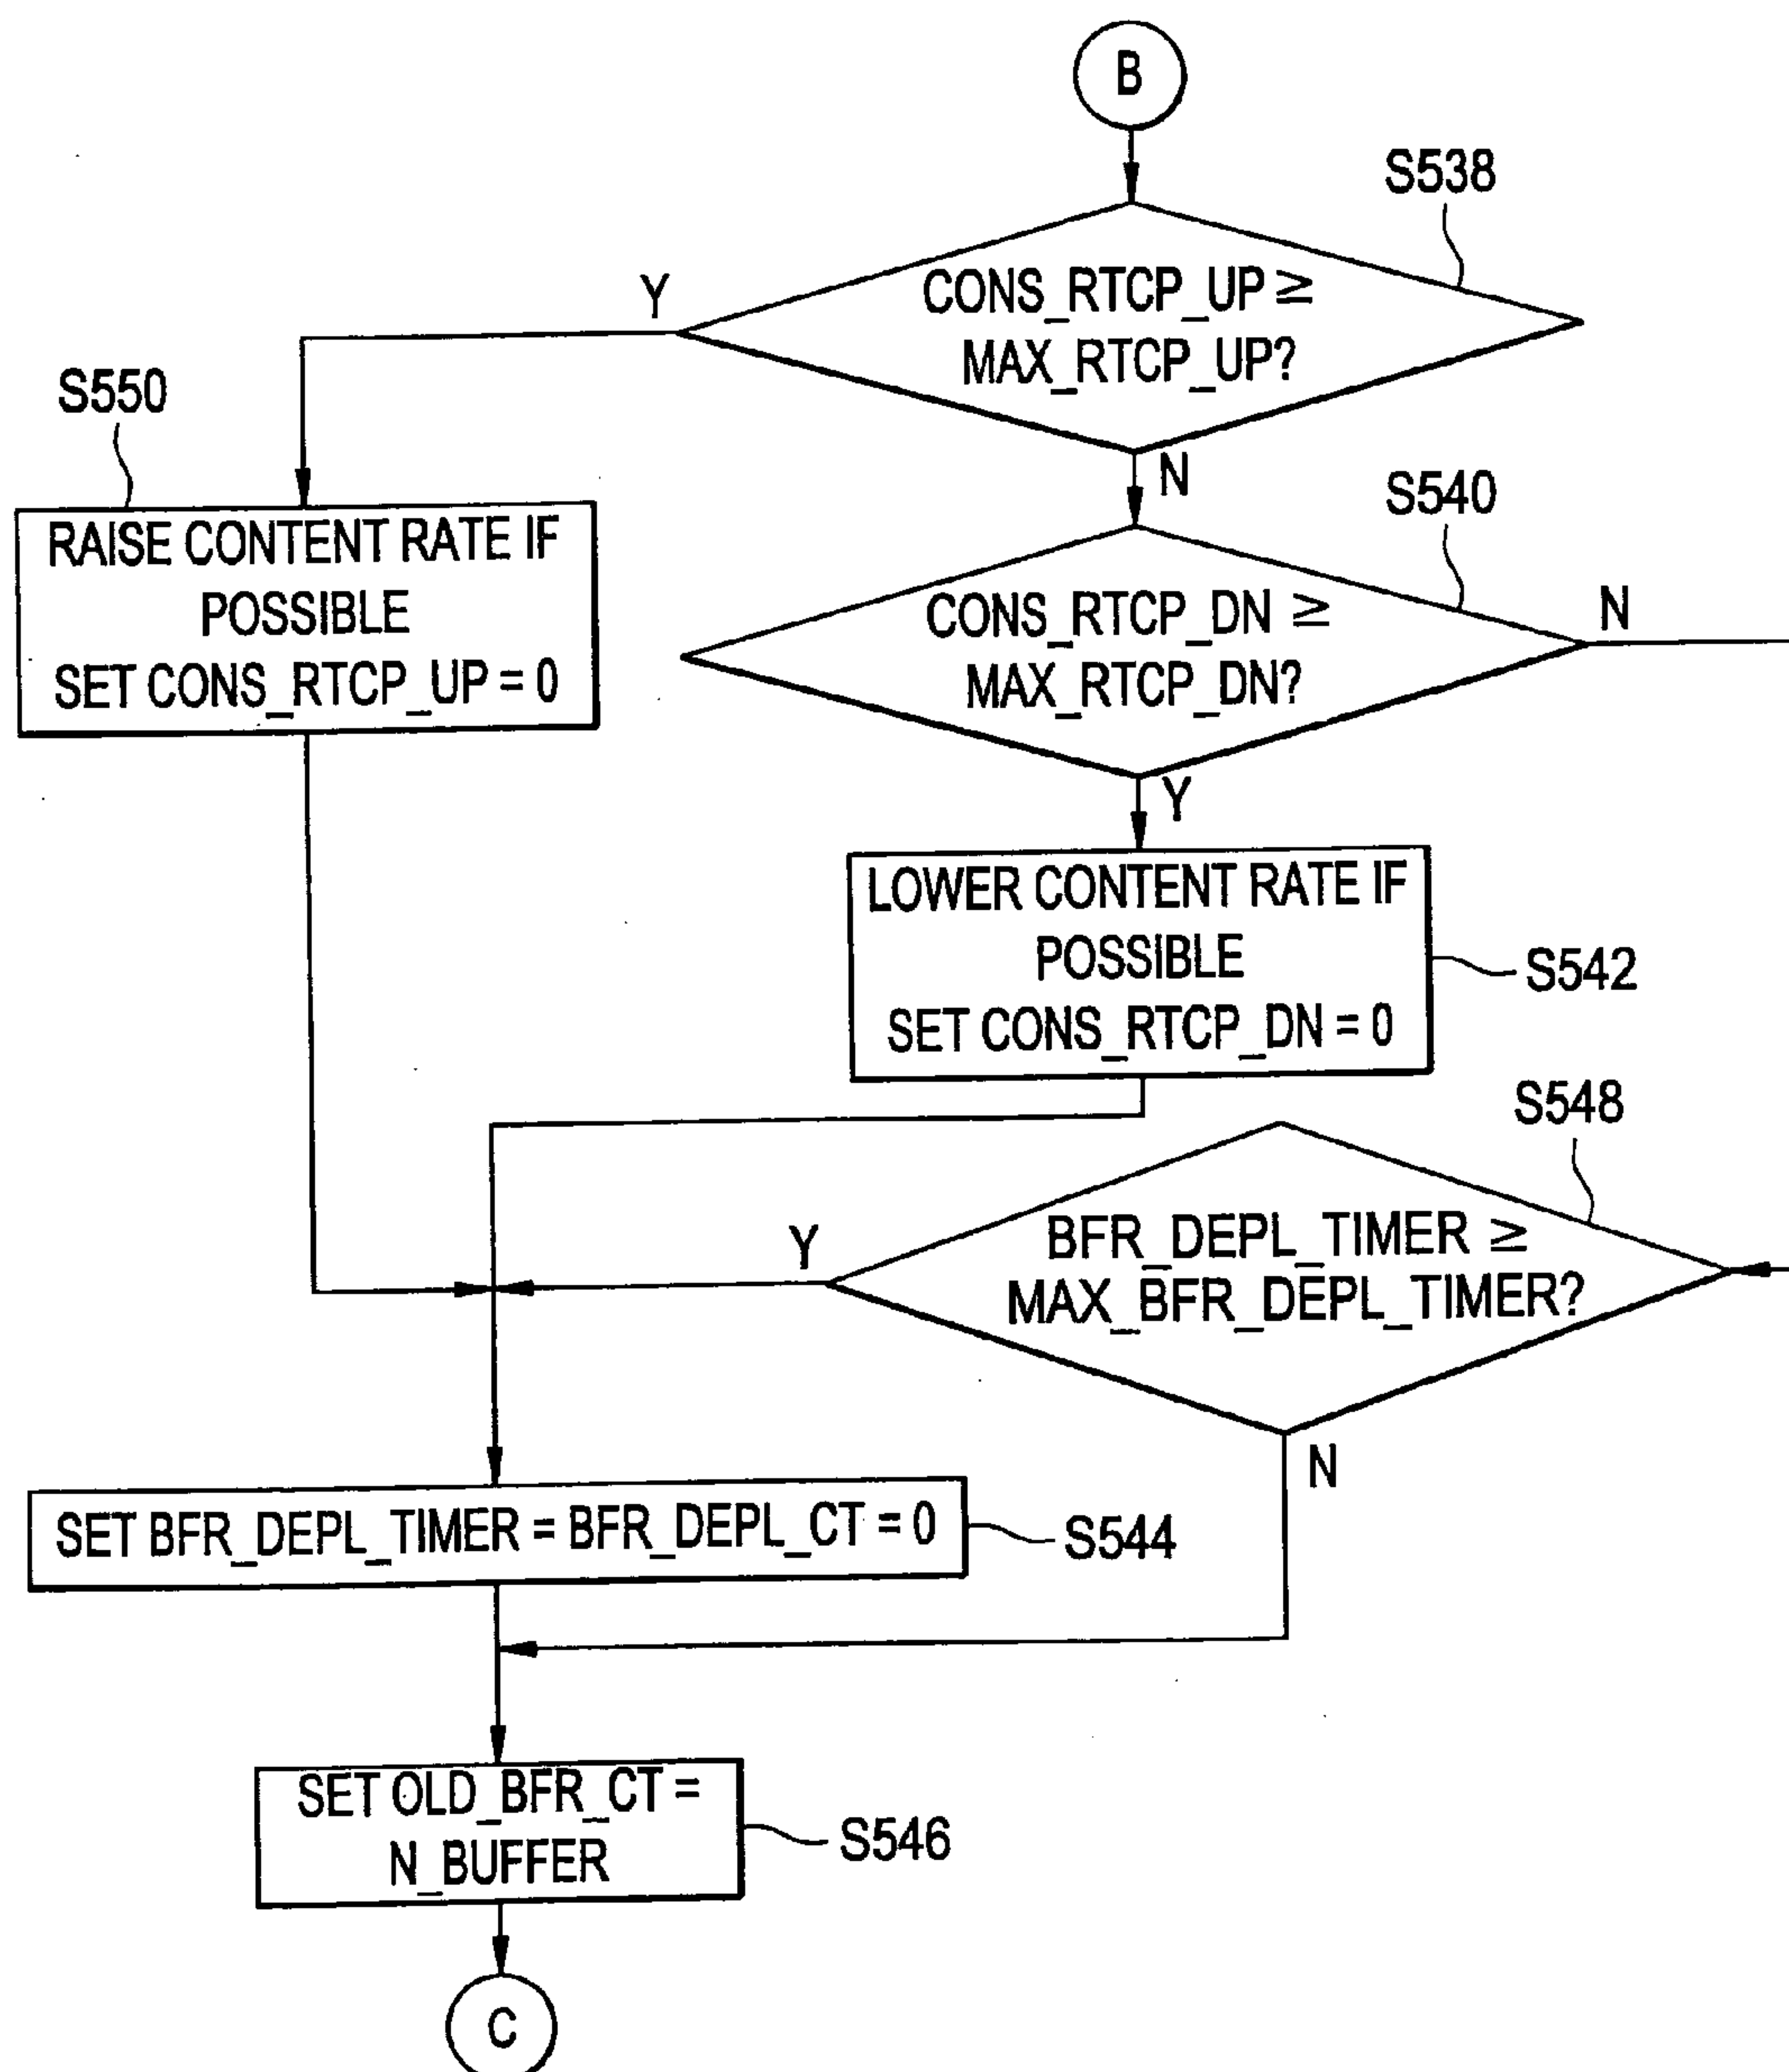 B
S538
CONS_RTCP_UP ≥
MAX_RTCP_UP?
Y
N
S550
RAISE CONTENT RATE IF
POSSIBLE
SET CONS_RTCP_UP = 0
S540
CONS_RTCP_DN ≥
MAX_RTCP_DN?
N
Y
LOWER CONTENT RATE IF
POSSIBLE
SET CONS_RTCP_DN = 0
S542
S548
BFR_DEPL_TIMER ≥
MAX_BFR_DEPL_TIMER?
Y
N
SET BFR_DEPL_TIMER = BFR_DEPL_CT = 0
S544
SET OLD_BFR_CT =
N_BUFFER
S546
C